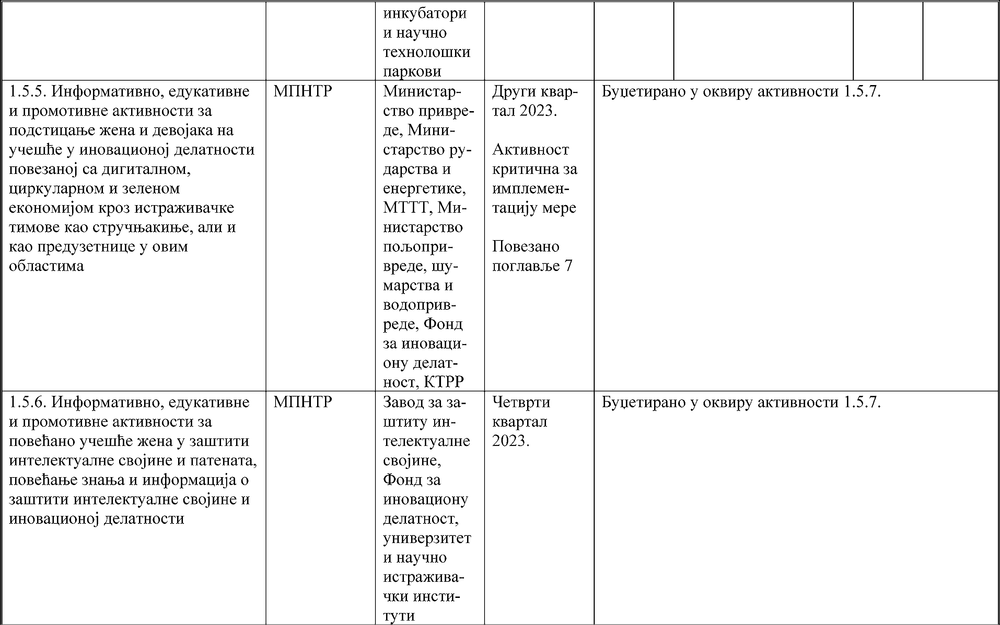 инкубатори
и научно
технолошки
паркови
1.5.5. Информативно, едукативне
и промотивне активности за
подстицање жена и девојака на
учешће у иновационој делатности
повезаној са дигиталном,
циркуларном и зеленом
економијом кроз истраживачке
тимове као стручњакиње, али и
као предузетнице у овим
областима
МПНТР
Министар-
ство привре-
де, Мини-
старство ру-
дарства и
енергетике,
МТТТ, Ми-
нистарство
пољопри-
вреде, шу-
марства и
водоприв-
реде, Фонд
за иноваци-
ону делат-
ност, КТРР
Други квар-
тал 2023.
Активност
критична за
имплемен-
тацију мере
Повезано
поглавље 7
Буџетирано у оквиру активности 1.5.7.
1.5.6. Информативно, едукативне
и промотивне активности за
повећано учешће жена у заштити
интелектуалне својине и патената,
повећање знања и информација о
заштити интелектуалне својине и
иновационој делатности
МПНТР
Завод за за-
штиту ин-
телектуалне
својине,
Фонд за
иновациону
делатност,
универзитет
и научно
истражива-
чки инсти-
тути
Четврти
квартал
2023.
Буџетирано у оквиру активности 1.5.7.